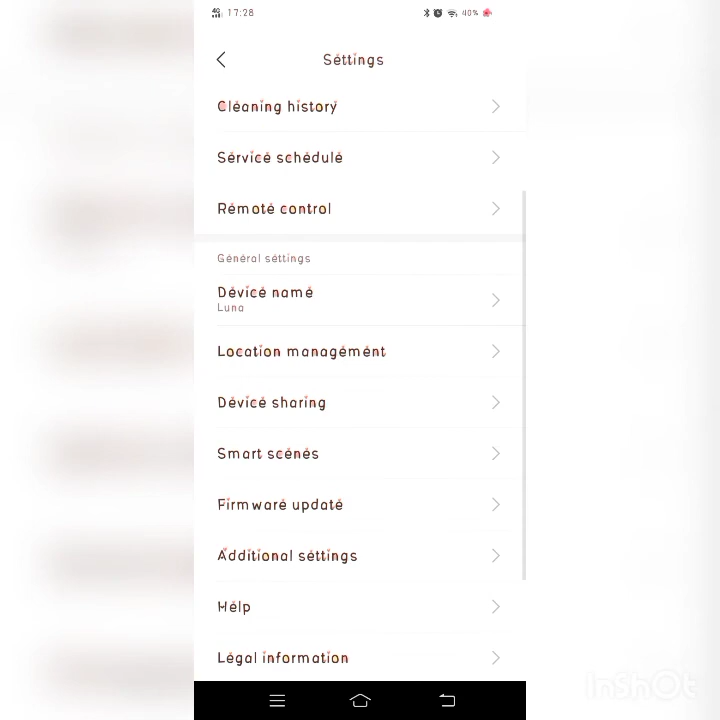 4G 17:28 40%
Settings
Cleaning history
Service schedule
Remote control
General settings
Device name
Luna
Location management
Device sharing
Smart scenes
Firmware update
Additional settings
Help
Legal information
InShOt